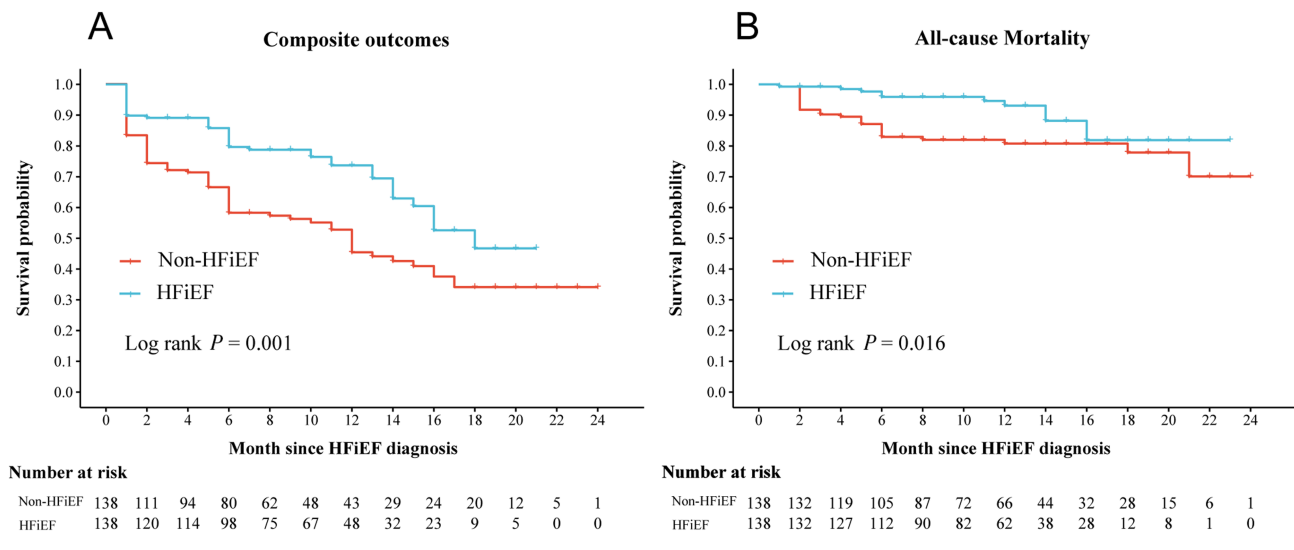 A
Composite outcomes
Survival probability
1.0
0.9
0.8
0.7
0.6
0.5
0.4
0.3
0.2
0.1
0.0
Non-HFiEF
HFiEF
Log rank P = 0.001
0 2 4 6 8 10 12 14 16 18 20 22 24
Month since HFiEF diagnosis
Number at risk
Non-HFiEF 138 111 94 80 62 48 43 29 24 20 12 5 1
HFiEF 138 120 114 98 75 67 48 32 23 9 5 0 0
B
All-cause Mortality
Survival probability
1.0
0.9
0.8
0.7
0.6
0.5
0.4
0.3
0.2
0.1
0.0
Non-HFiEF
HFiEF
Log rank P = 0.016
0 2 4 6 8 10 12 14 16 18 20 22 24
Month since HFiEF diagnosis
Number at risk
Non-HFiEF 138 132 119 105 87 72 66 44 32 28 15 6 1
HFiEF 138 132 127 112 90 82 62 38 28 12 8 1 0